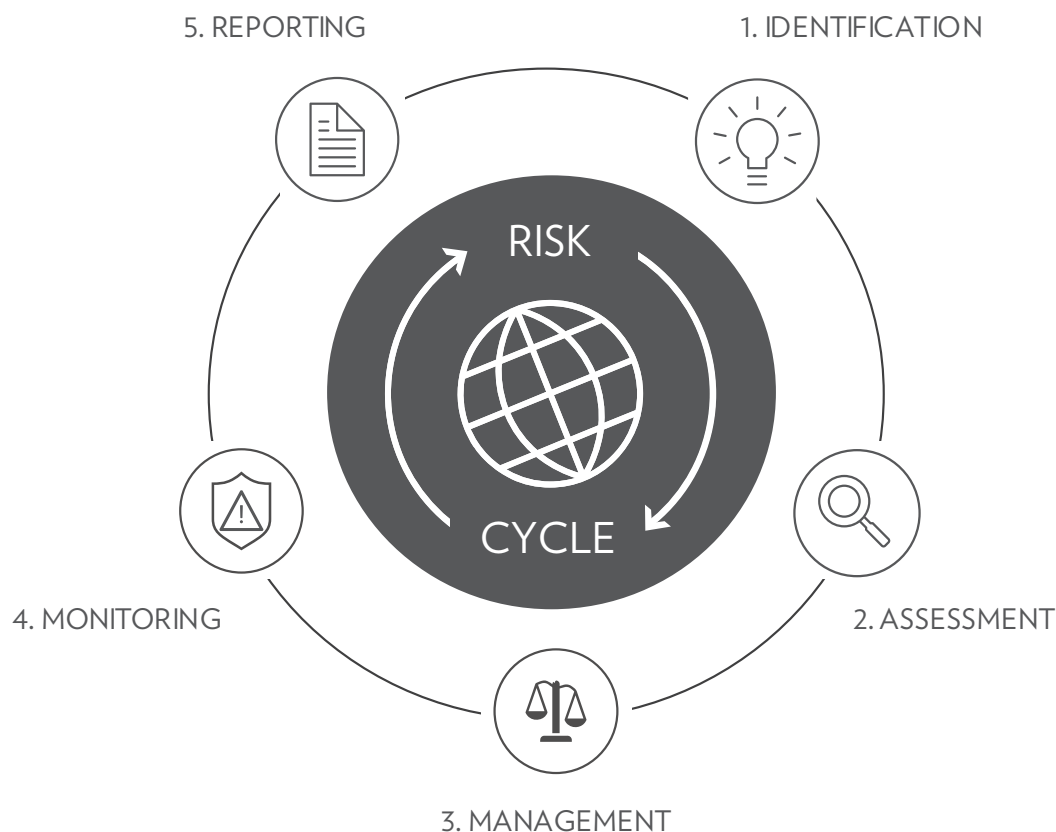 5. REPORTING
1. IDENTIFICATION
RISK
CYCLE
4. MONITORING
2. ASSESSMENT
3. MANAGEMENT